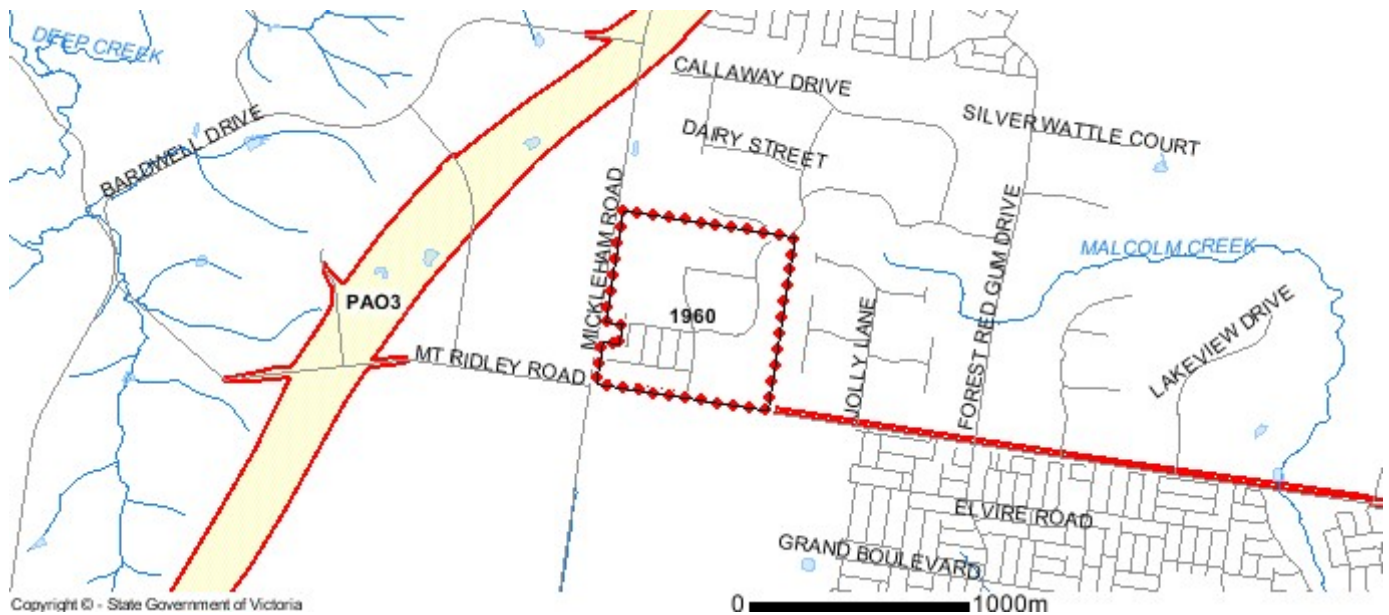 DEEP CREEK
CALLAWAY DRIVE
BARDWELL DRIVE
SILVER WATTLE COURT
DAIRY STREET
MICKLEHAM ROAD
FOREST RED GUM DRIVE
MALCOLM CREEK
PAO3
1960
LAKEVIEW DRIVE
JOLLY LANE
MT RIDLEY ROAD
ELVIRE ROAD
GRAND BOULEVARD
Copyright © - State Government of Victoria
0 1000m